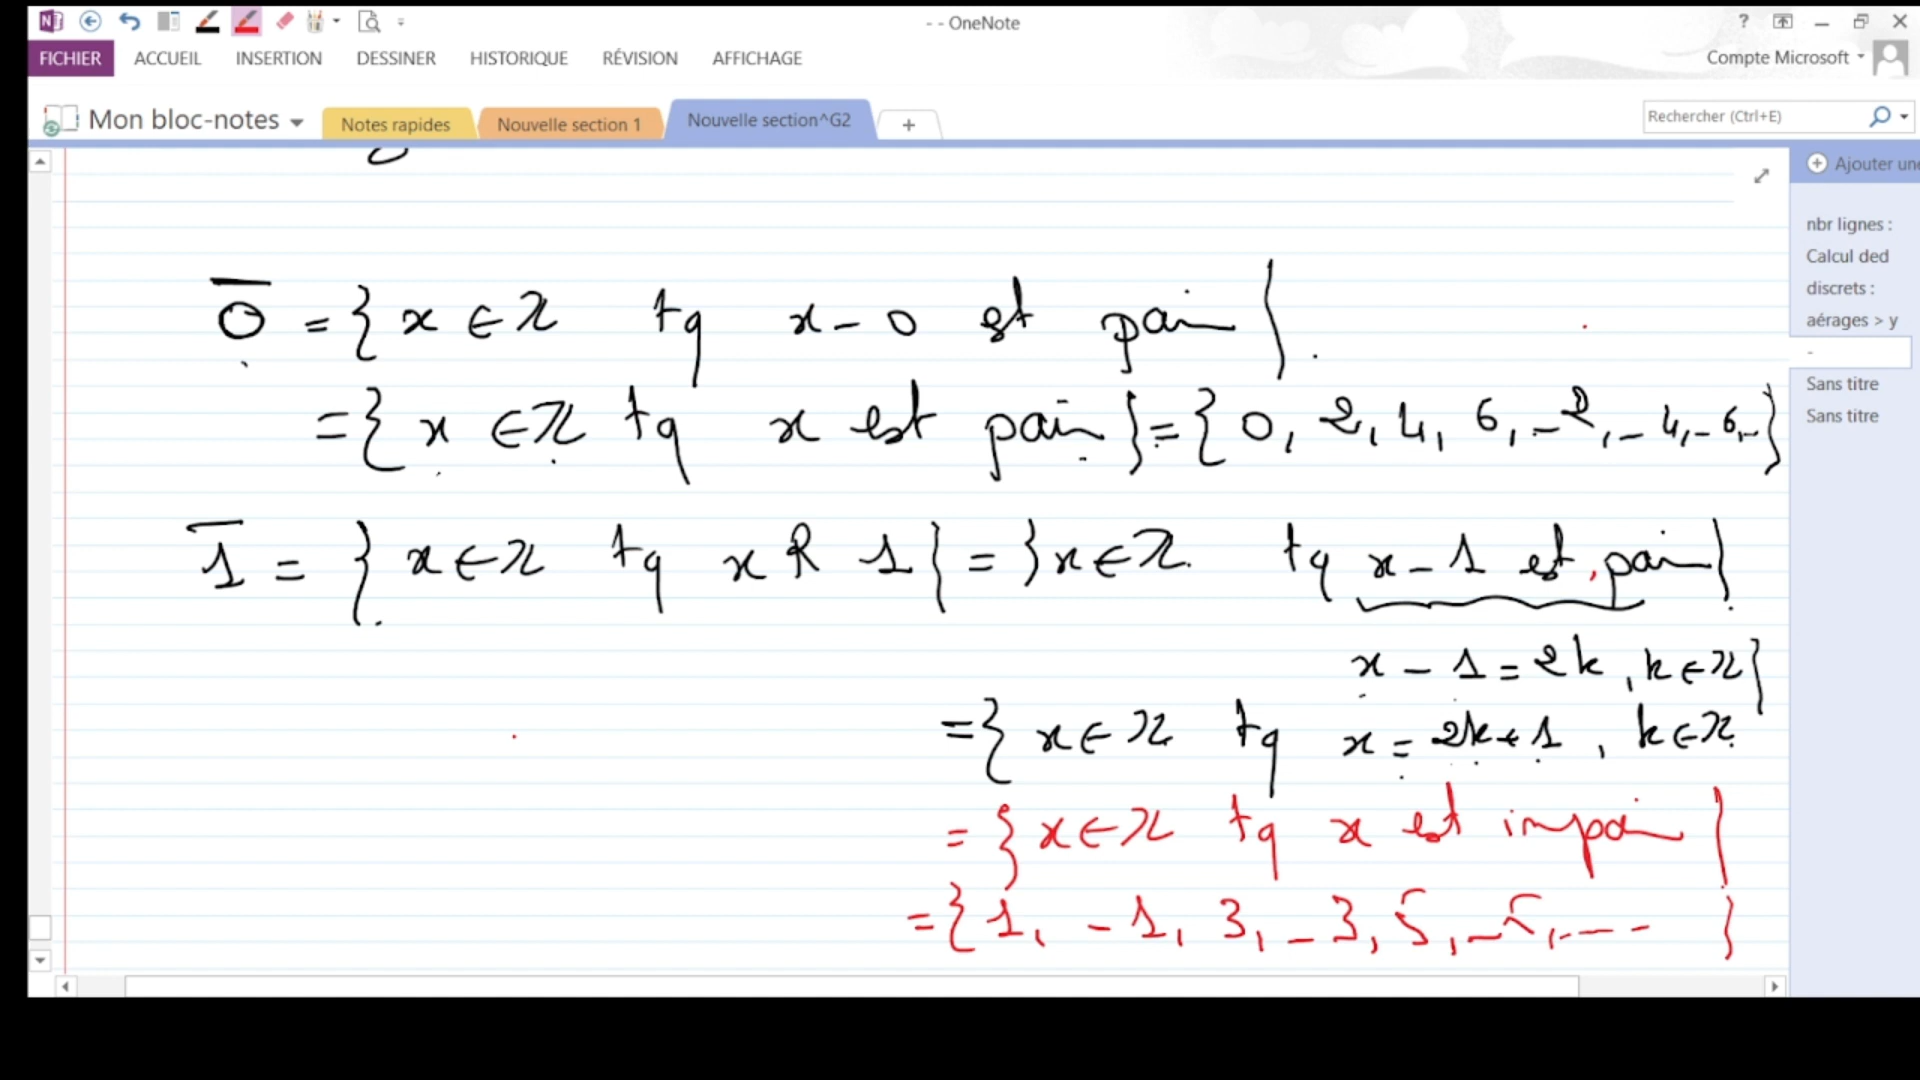 - - OneNote
?
FICHIER ACCUEIL INSERTION DESSINER HISTORIQUE RÉVISION AFFICHAGE
Compte Microsoft
Mon bloc-notes
Notes rapides
Nouvelle section 1
Nouvelle section^G2
+
Rechercher (Ctrl+E)
Ajouter une
nbr lignes :
Calcul ded
discrets :
aérages > y
-
Sans titre
Sans titre
0̅ = { x ∈ ℤ tq x - 0 est pair }.
= { x ∈ ℤ tq x est pair } = { 0, 2, 4, 6, -2, -4, -6, .. }
1̅ = { x ∈ ℤ tq x R 1 } = { x ∈ ℤ tq x - 1 est pair }
x - 1 = 2k, k ∈ ℤ }
= { x ∈ ℤ tq x = 2k + 1, k ∈ ℤ
= { x ∈ ℤ tq x est impair }
= { 1, -1, 3, -3, 5, -5, ---- }